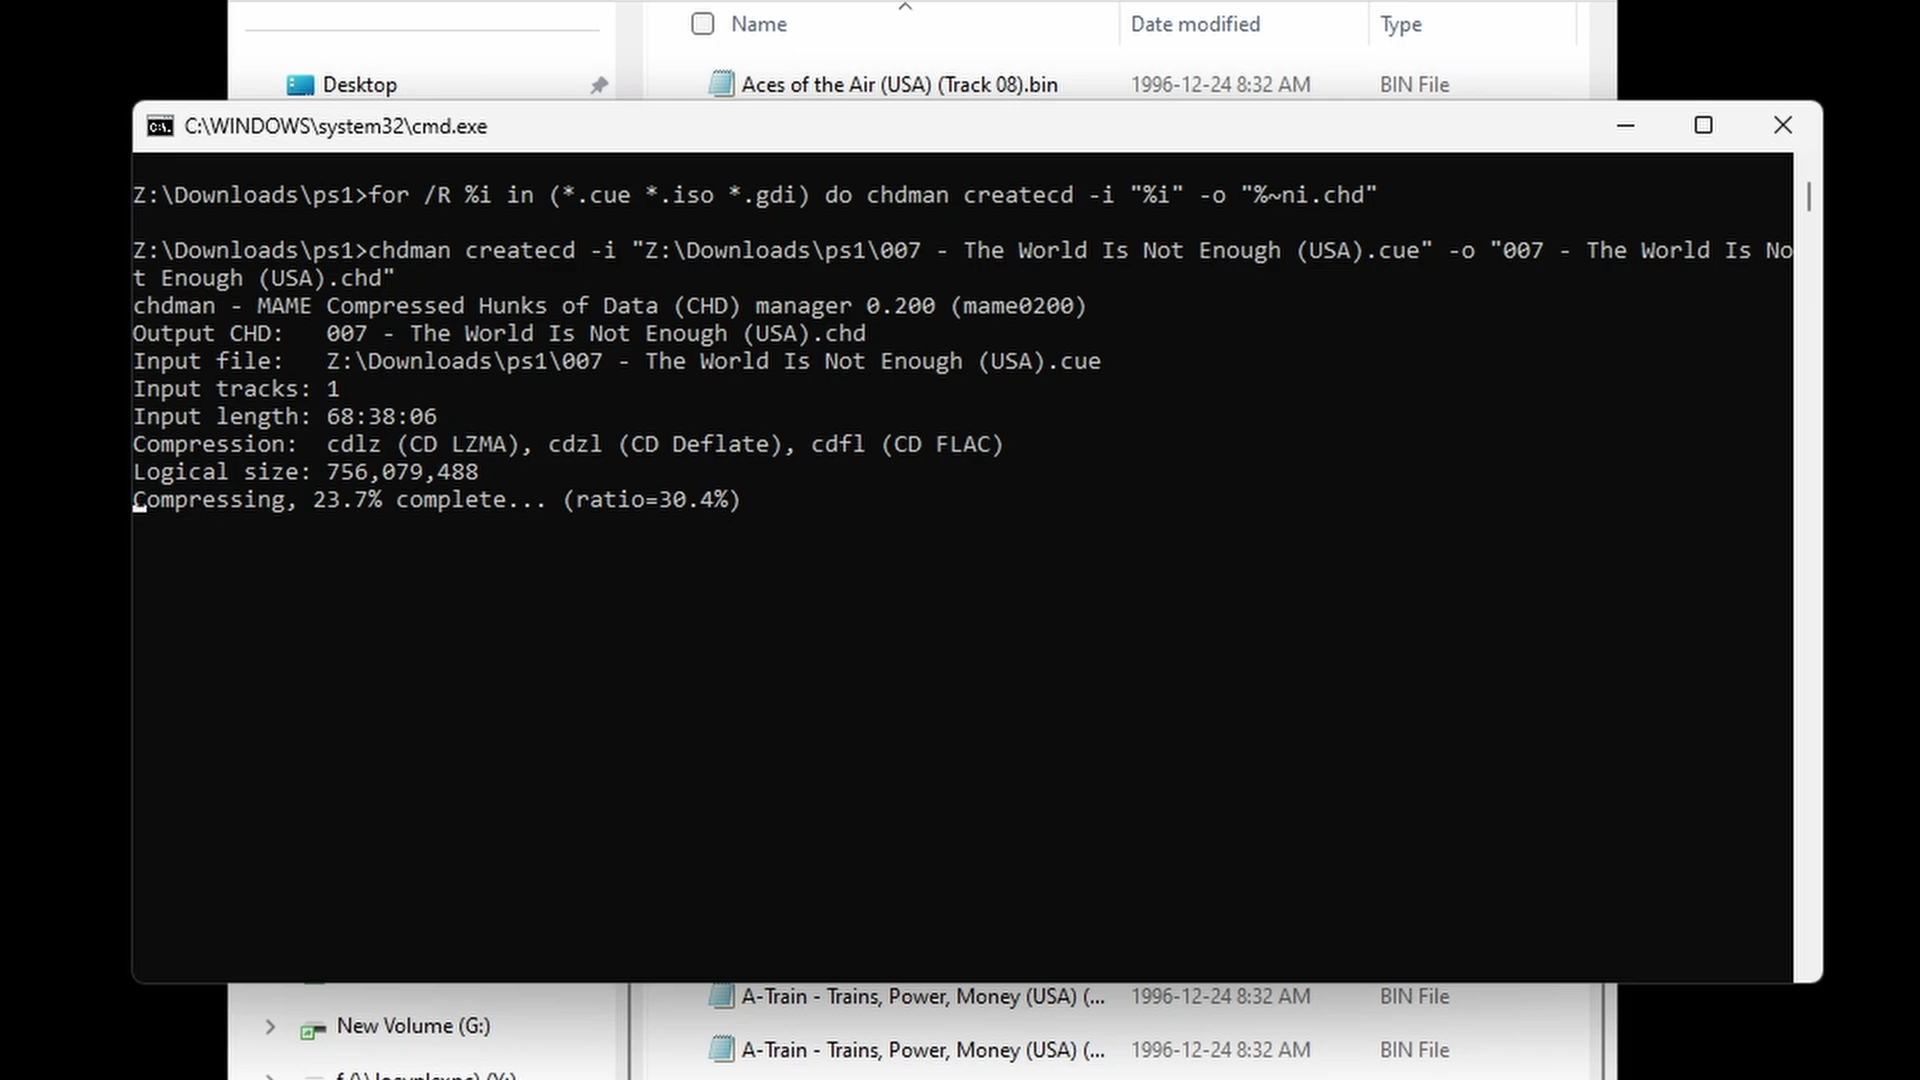 Name Date modified Type
Desktop Aces of the Air (USA) (Track 08).bin 1996-12-24 8:32 AM BIN File
C:\WINDOWS\system32\cmd.exe
Z:\Downloads\ps1>for /R %i in (*.cue *.iso *.gdi) do chdman createcd -i "%i" -o "%~ni.chd"
Z:\Downloads\ps1>chdman createcd -i "Z:\Downloads\ps1\007 - The World Is Not Enough (USA).cue" -o "007 - The World Is No
t Enough (USA).chd"
chdman - MAME Compressed Hunks of Data (CHD) manager 0.200 (mame0200)
Output CHD:   007 - The World Is Not Enough (USA).chd
Input file:   Z:\Downloads\ps1\007 - The World Is Not Enough (USA).cue
Input tracks: 1
Input length: 68:38:06
Compression:  cdlz (CD LZMA), cdzl (CD Deflate), cdfl (CD FLAC)
Logical size: 756,079,488
Compressing, 23.7% complete... (ratio=30.4%)
A-Train - Trains, Power, Money (USA) (... 1996-12-24 8:32 AM BIN File
New Volume (G:)
A-Train - Trains, Power, Money (USA) (... 1996-12-24 8:32 AM BIN File